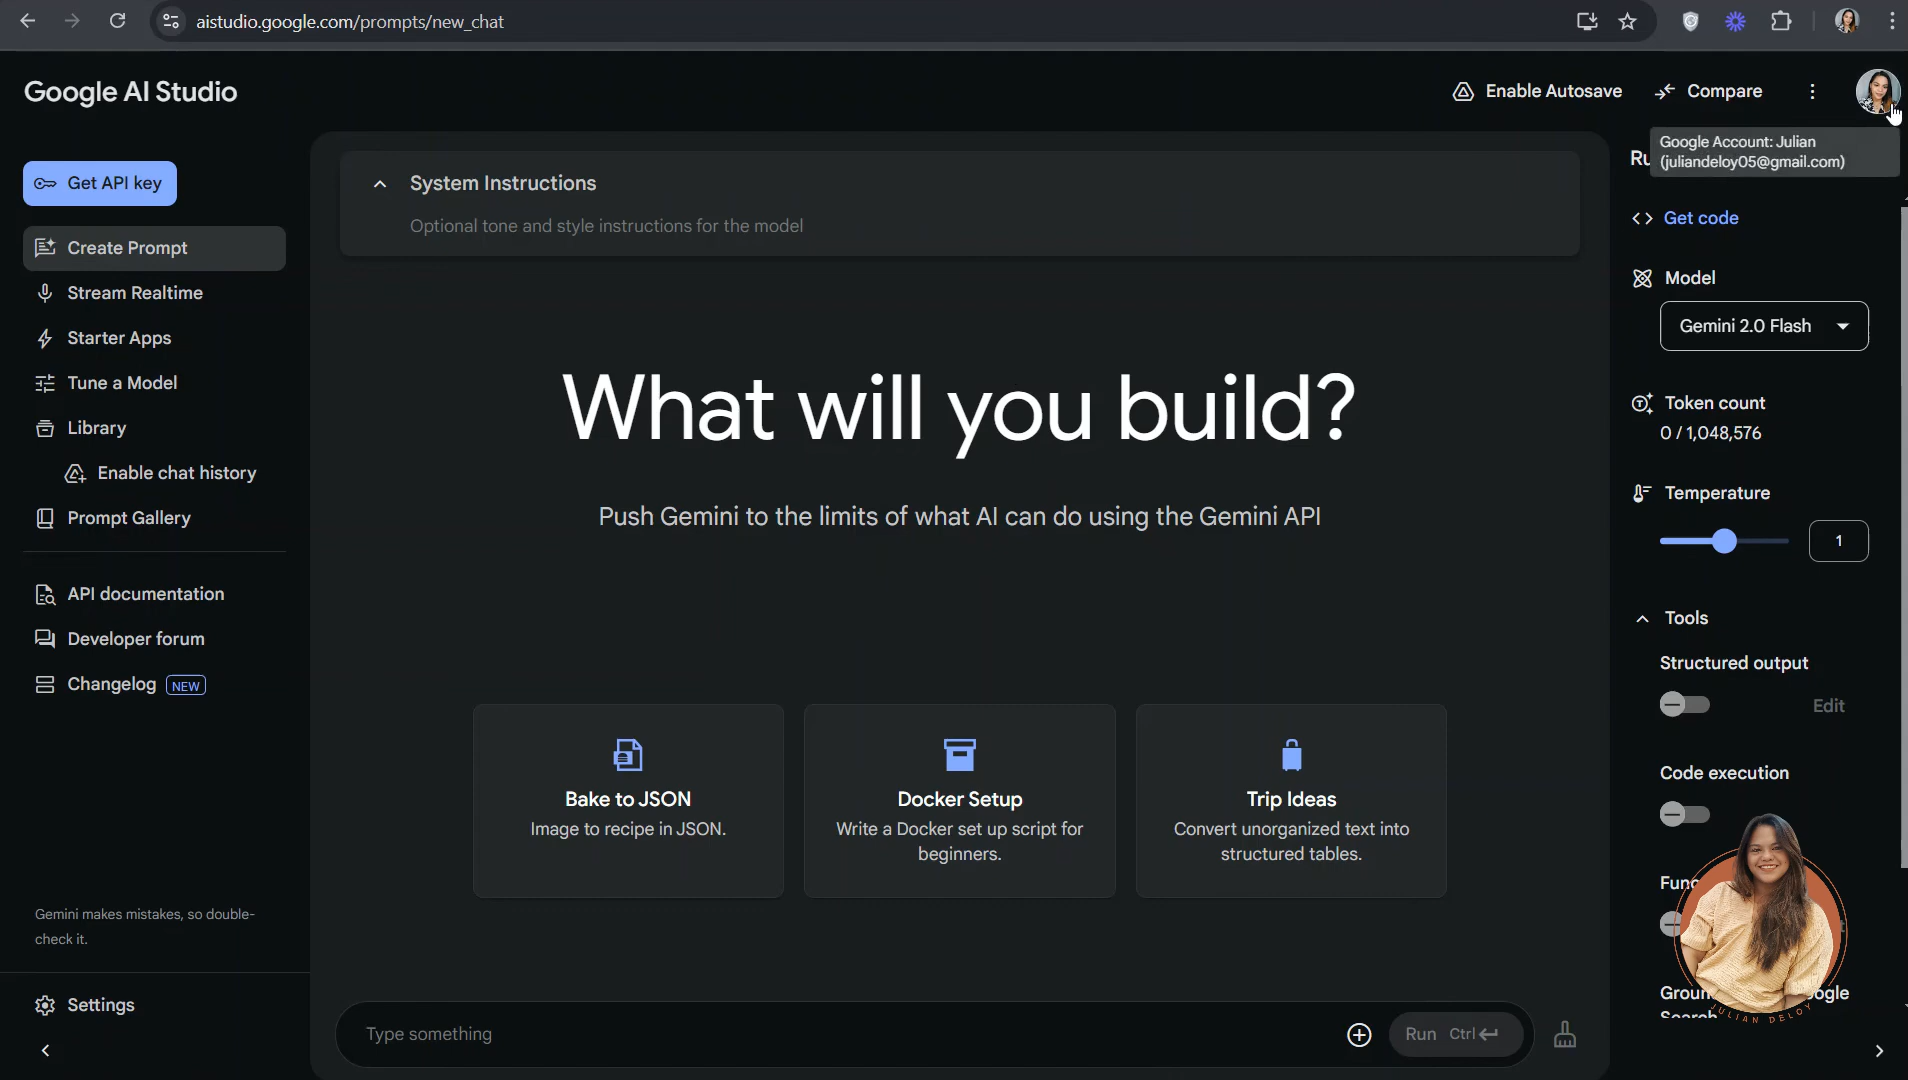 aistudio.google.com/prompts/new_chat
Google AI Studio
Enable Autosave
Compare
Google Account: Julian
(juliandeloy05@gmail.com)
Get API key
Create Prompt
Stream Realtime
Starter Apps
Tune a Model
Library
Enable chat history
Prompt Gallery
API documentation
Developer forum
Changelog NEW
Gemini makes mistakes, so double-
check it.
Settings
System Instructions
Optional tone and style instructions for the model
What will you build?
Push Gemini to the limits of what AI can do using the Gemini API
Bake to JSON
Image to recipe in JSON.
Docker Setup
Write a Docker set up script for
beginners.
Trip Ideas
Convert unorganized text into
structured tables.
Type something
Run Ctrl
Get code
Model
Gemini 2.0 Flash
Token count
0 / 1,048,576
Temperature
1
Tools
Structured output
Edit
Code execution
JULIAN DELOY